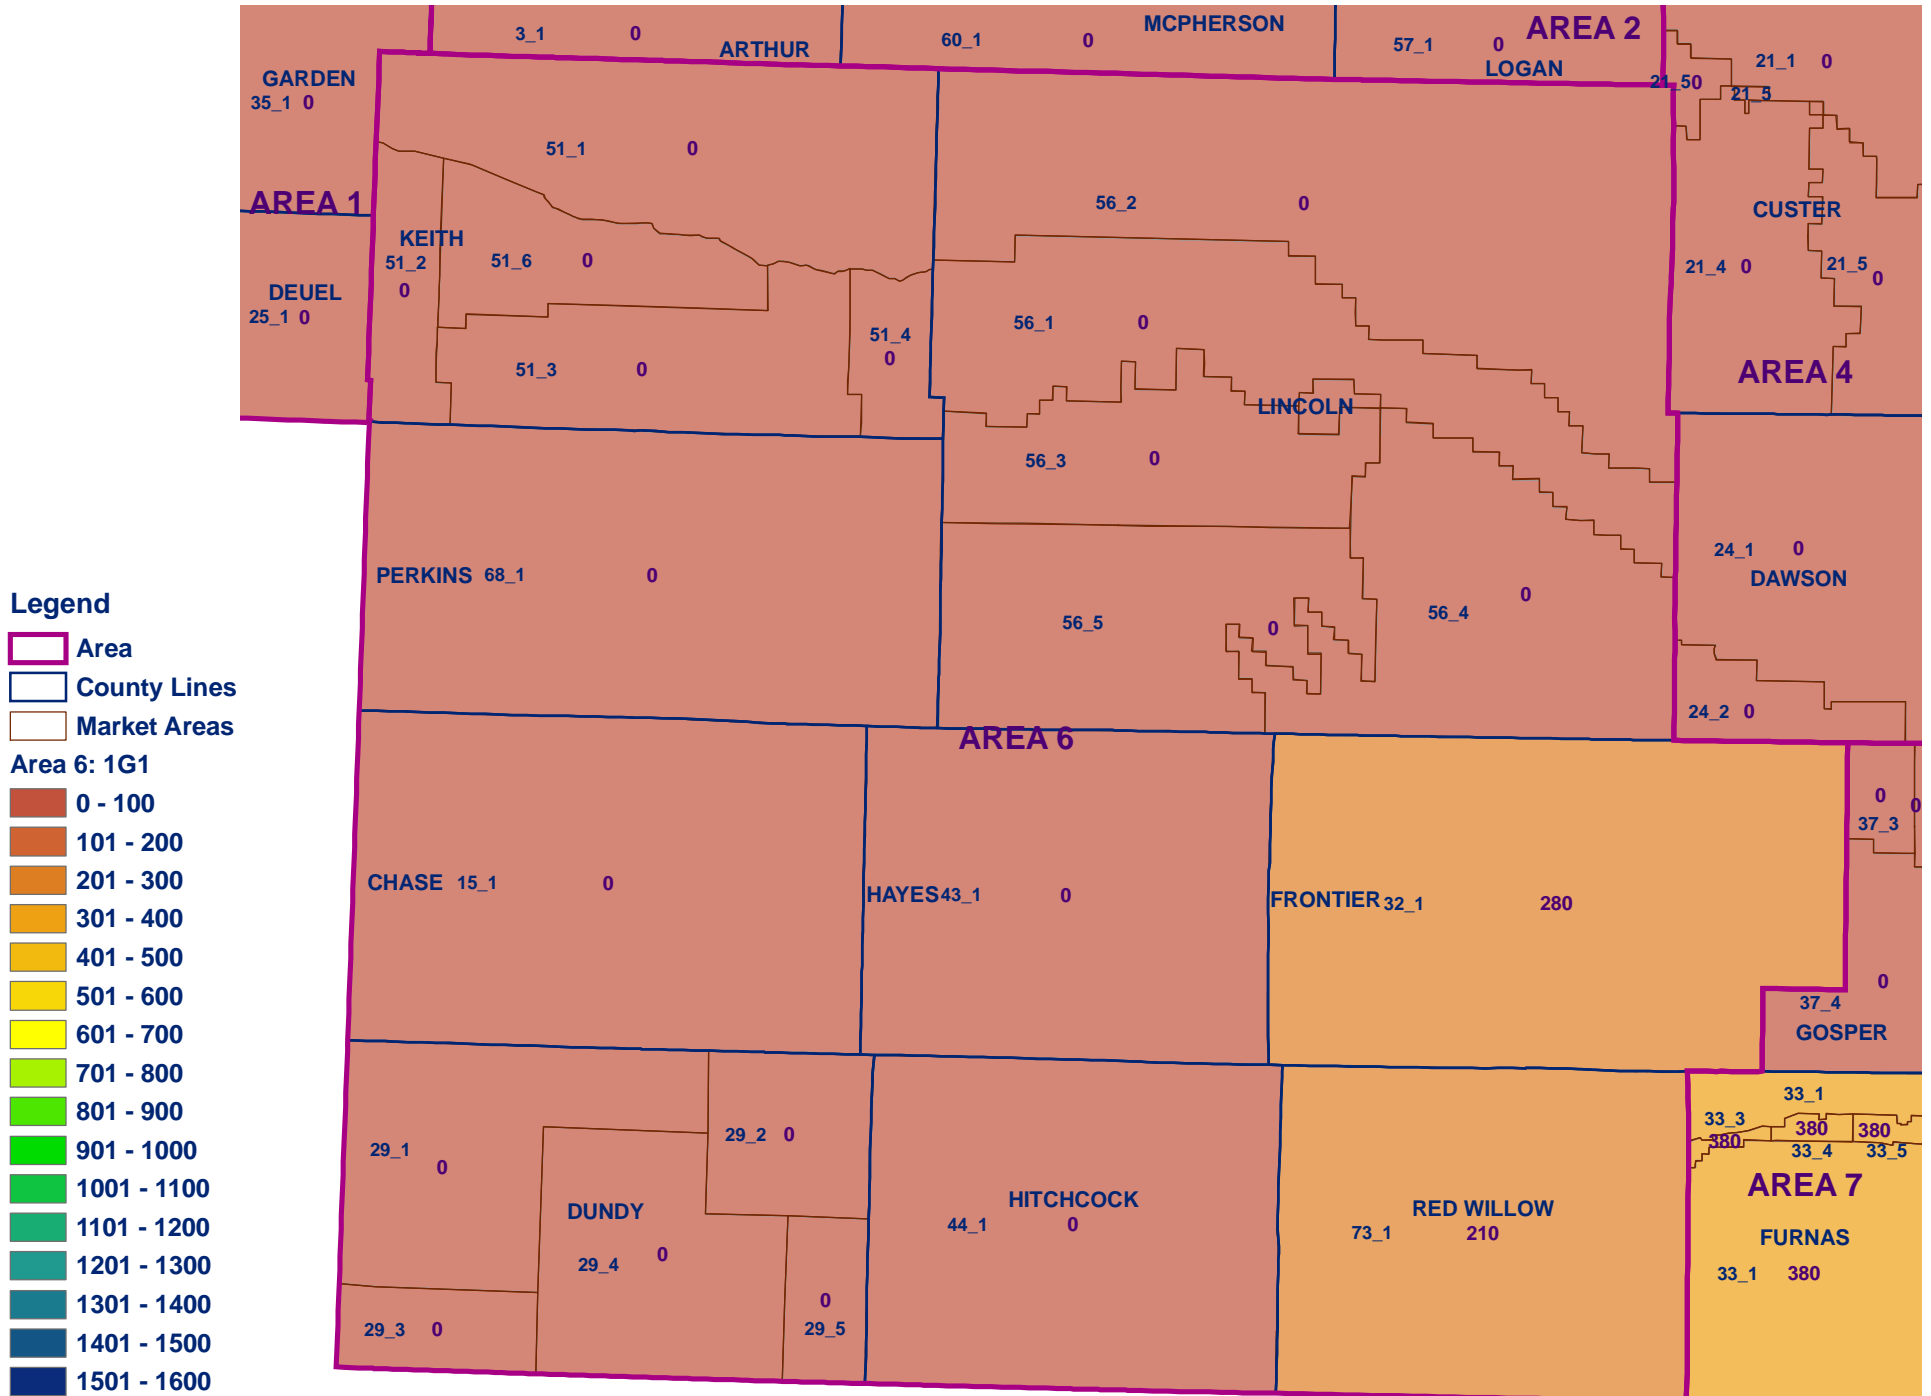 3_1 0
ARTHUR
60_1 0
MCPHERSON
57_1 0
LOGAN
AREA 2
21_1 0
21_50
21_5
GARDEN
35_1 0
51_1 0
AREA 1
56_2 0
CUSTER
KEITH
51_2
0
51_6 0
21_4 0
21_5
0
DEUEL
25_1 0
56_1 0
51_4
0
51_3 0
AREA 4
LINCOLN
56_3 0
PERKINS 68_1 0
24_1 0
DAWSON
56_5 0
56_4
0
24_2 0
AREA 6
0 0
37_3
CHASE 15_1 0
HAYES 43_1 0
FRONTIER 32_1 280
0
37_4
GOSPER
33_1
33_3
380
380
380
33_4
33_5
29_1
0
29_2 0
AREA 7
DUNDY
29_4 0
HITCHCOCK
44_1 0
RED WILLOW
73_1 210
FURNAS
33_1 380
29_3 0
0
29_5
Legend
Area
County Lines
Market Areas
Area 6: 1G1
0 - 100
101 - 200
201 - 300
301 - 400
401 - 500
501 - 600
601 - 700
701 - 800
801 - 900
901 - 1000
1001 - 1100
1101 - 1200
1201 - 1300
1301 - 1400
1401 - 1500
1501 - 1600